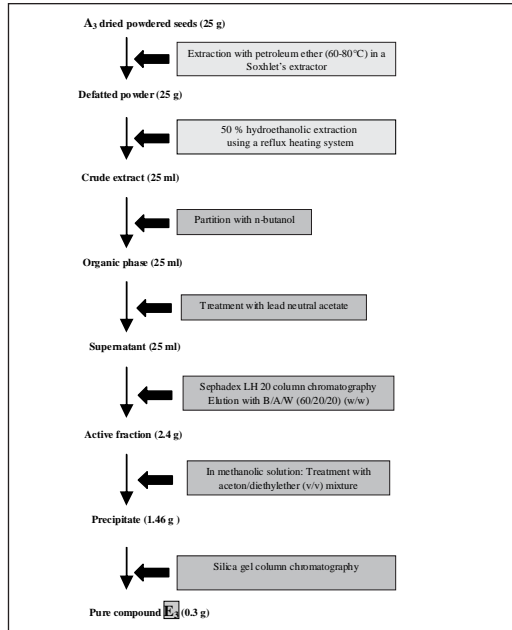 A₃ dried powdered seeds (25 g)
Extraction with petroleum ether (60-80°C) in a
Soxhlet's extractor
Defatted powder (25 g)
50 % hydroethanolic extraction
using a reflux heating system
Crude extract (25 ml)
Partition with n-butanol
Organic phase (25 ml)
Treatment with lead neutral acetate
Supernatant (25 ml)
Sephadex LH 20 column chromatography
Elution with B/A/W (60/20/20) (w/w)
Active fraction (2.4 g)
In methanolic solution: Treatment with
aceton/diethylether (v/v) mixture
Precipitate (1.46 g )
Silica gel column chromatography
Pure compound E₃ (0.3 g)